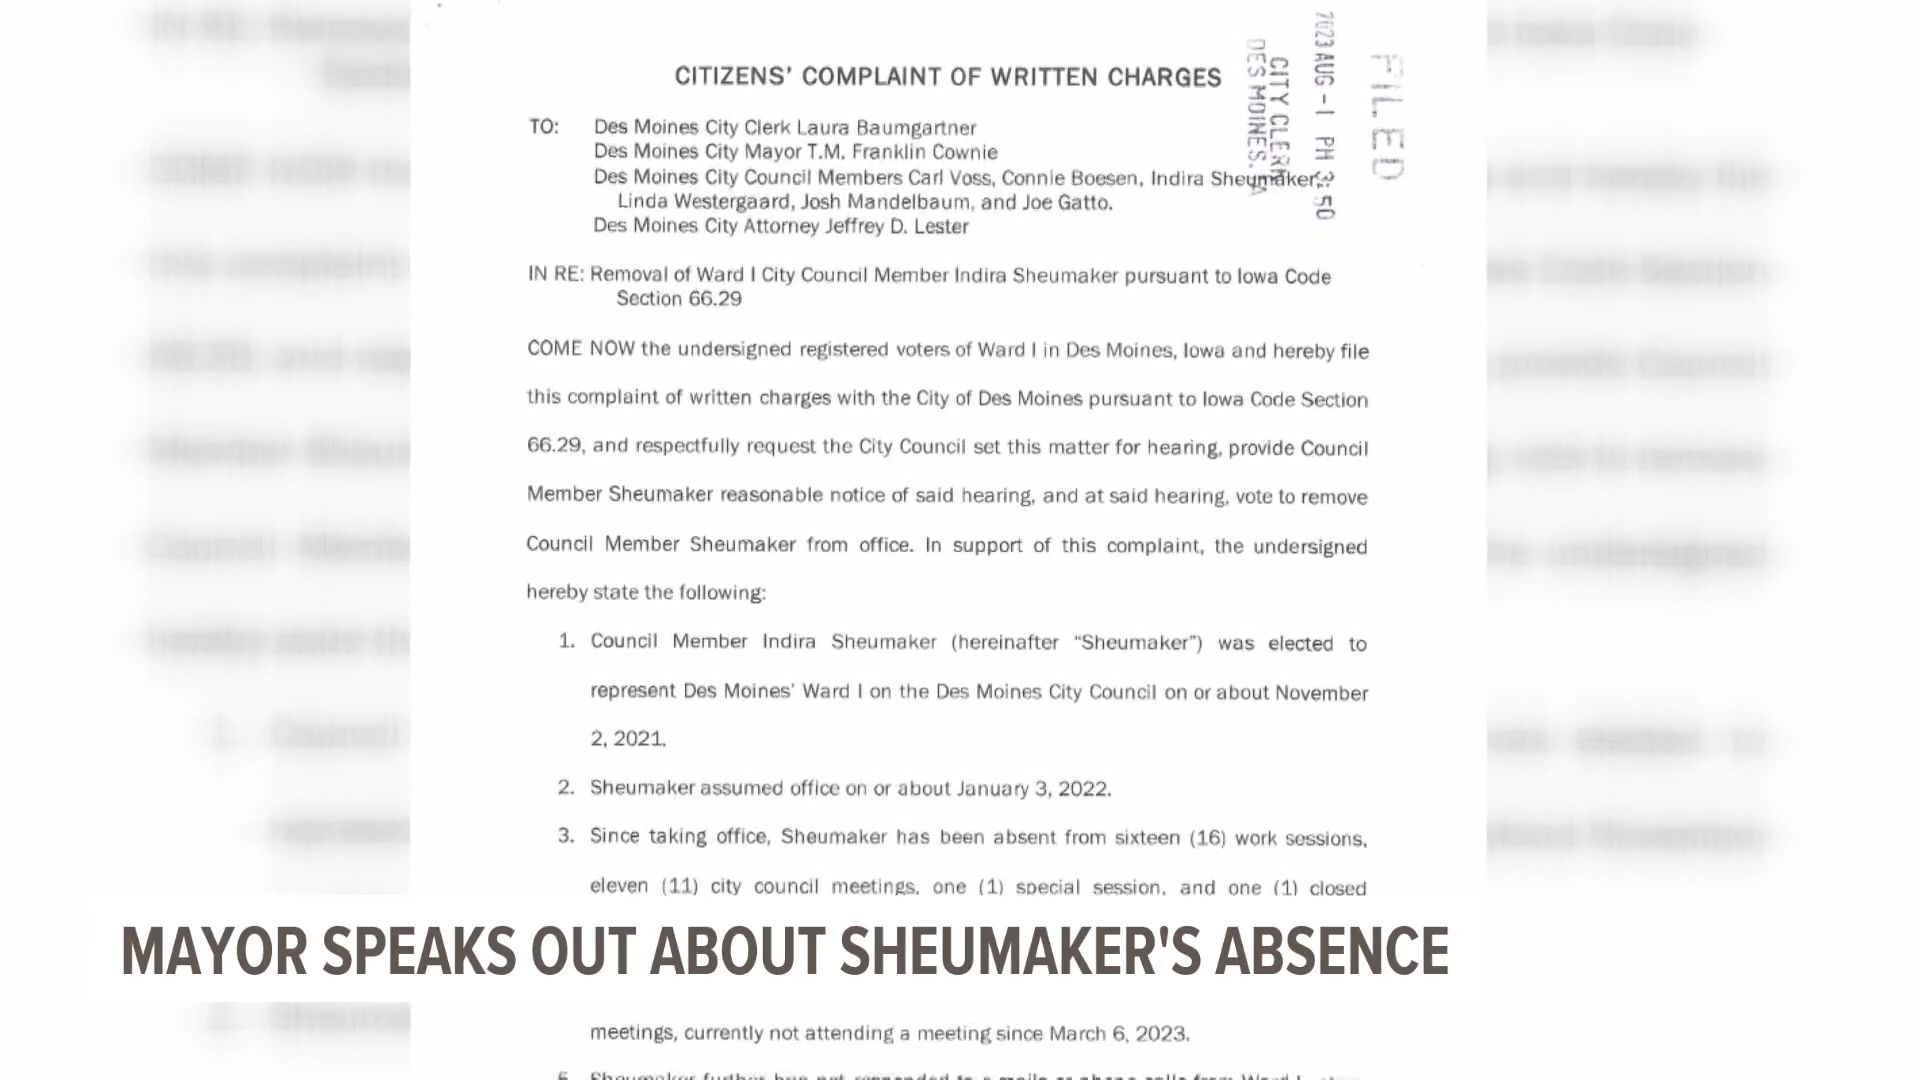 CITIZENS' COMPLAINT OF WRITTEN CHARGES
FILED
2023 AUG -1 PM 3:50
CITY CLERK
DES MOINES, IA
TO: Des Moines City Clerk Laura Baumgartner
Des Moines City Mayor T.M. Franklin Cownie
Des Moines City Council Members Carl Voss, Connie Boesen, Indira Sheumaker,
Linda Westergaard, Josh Mandelbaum, and Joe Gatto.
Des Moines City Attorney Jeffrey D. Lester
IN RE: Removal of Ward I City Council Member Indira Sheumaker pursuant to Iowa Code
Section 66.29
COME NOW the undersigned registered voters of Ward I in Des Moines, Iowa and hereby file
this complaint of written charges with the City of Des Moines pursuant to Iowa Code Section
66.29, and respectfully request the City Council set this matter for hearing, provide Council
Member Sheumaker reasonable notice of said hearing, and at said hearing, vote to remove
Council Member Sheumaker from office. In support of this complaint, the undersigned
hereby state the following:
1. Council Member Indira Sheumaker (hereinafter "Sheumaker") was elected to
represent Des Moines' Ward I on the Des Moines City Council on or about November
2, 2021.
2. Sheumaker assumed office on or about January 3, 2022.
3. Since taking office, Sheumaker has been absent from sixteen (16) work sessions,
eleven (11) city council meetings, one (1) special session, and one (1) closed
MAYOR SPEAKS OUT ABOUT SHEUMAKER'S ABSENCE
meetings, currently not attending a meeting since March 6, 2023.